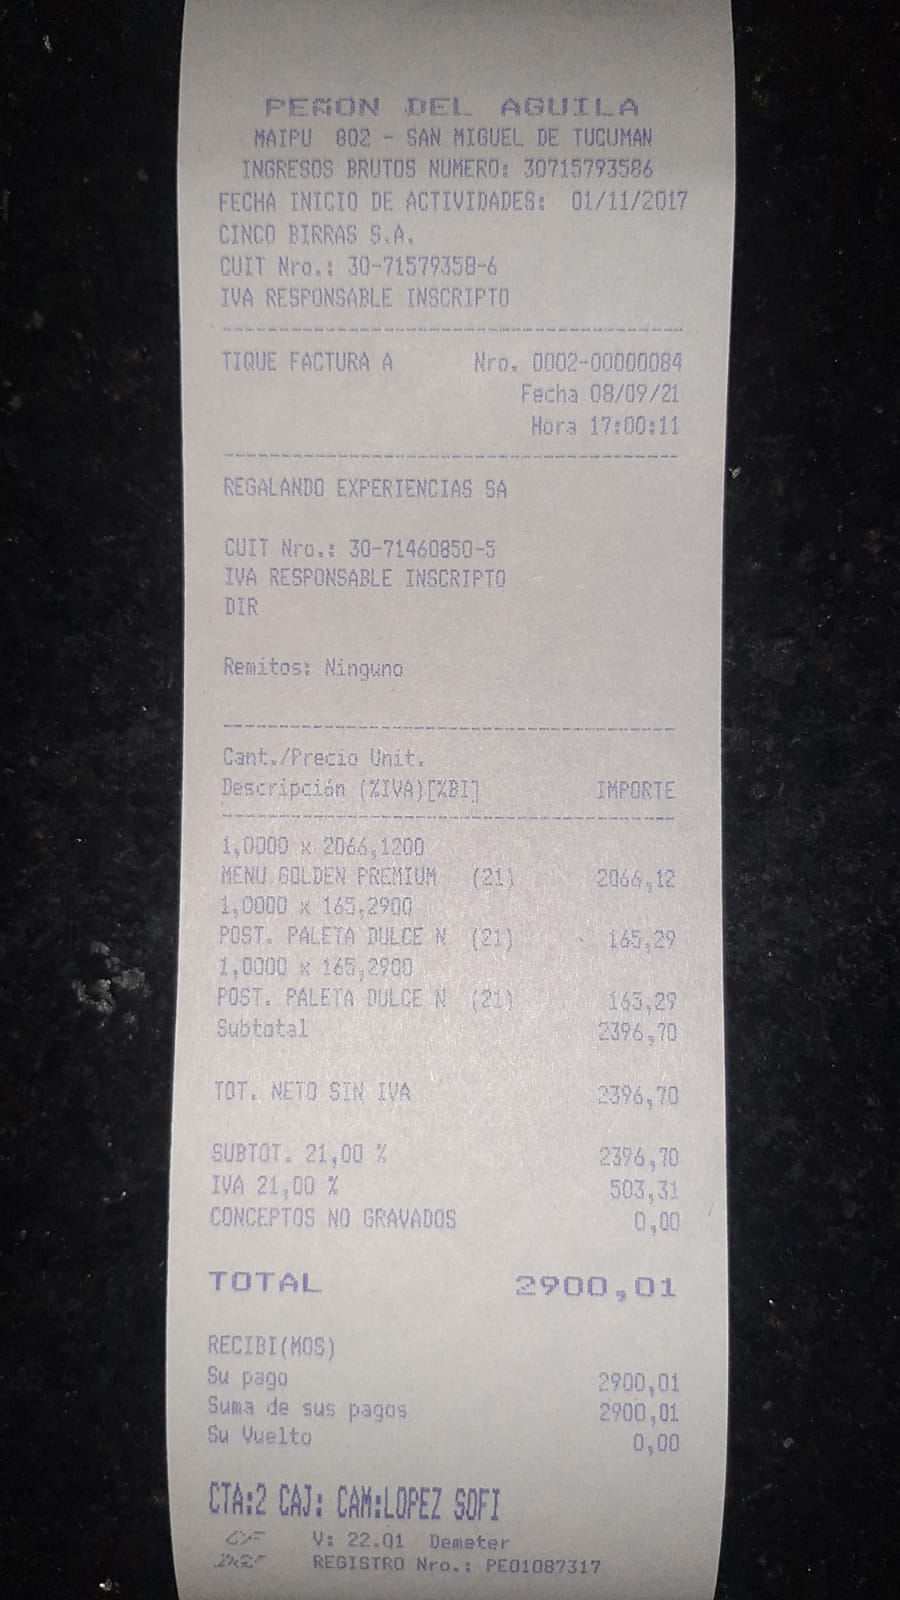 PEÑON DEL AGUILA
MAIPU 802 - SAN MIGUEL DE TUCUMAN
INGRESOS BRUTOS NUMERO: 30715793586
FECHA INICIO DE ACTIVIDADES: 01/11/2017
CINCO BIRRAS S.A.
CUIT Nro.: 30-71579358-6
IVA RESPONSABLE INSCRIPTO
TIQUE FACTURA A Nro. 0002-00000084
Fecha 08/09/21
Hora 17:00:11
REGALANDO EXPERIENCIAS SA
CUIT Nro.: 30-71460850-5
IVA RESPONSABLE INSCRIPTO
DIR
Remitos: Ninguno
Cant./Precio Unit.
Descripción (%IVA)[%BI] IMPORTE
1,0000 x 2066,1200
MENU GOLDEN PREMIUM (21) 2066,12
1,0000 x 165,2900
POST. PALETA DULCE N (21) 165,29
1,0000 x 165,2900
POST. PALETA DULCE N (21) 165,29
Subtotal 2396,70
TOT. NETO SIN IVA 2396,70
SUBTOT. 21,00 % 2396,70
IVA 21,00 % 503,31
CONCEPTOS NO GRAVADOS 0,00
TOTAL 2900,01
RECIBI(MOS)
Su pago 2900,01
Suma de sus pagos 2900,01
Su Vuelto 0,00
CTA:2 CAJ: CAM:LOPEZ SOFI
V: 22.01 Demeter
REGISTRO Nro.: PE01087317